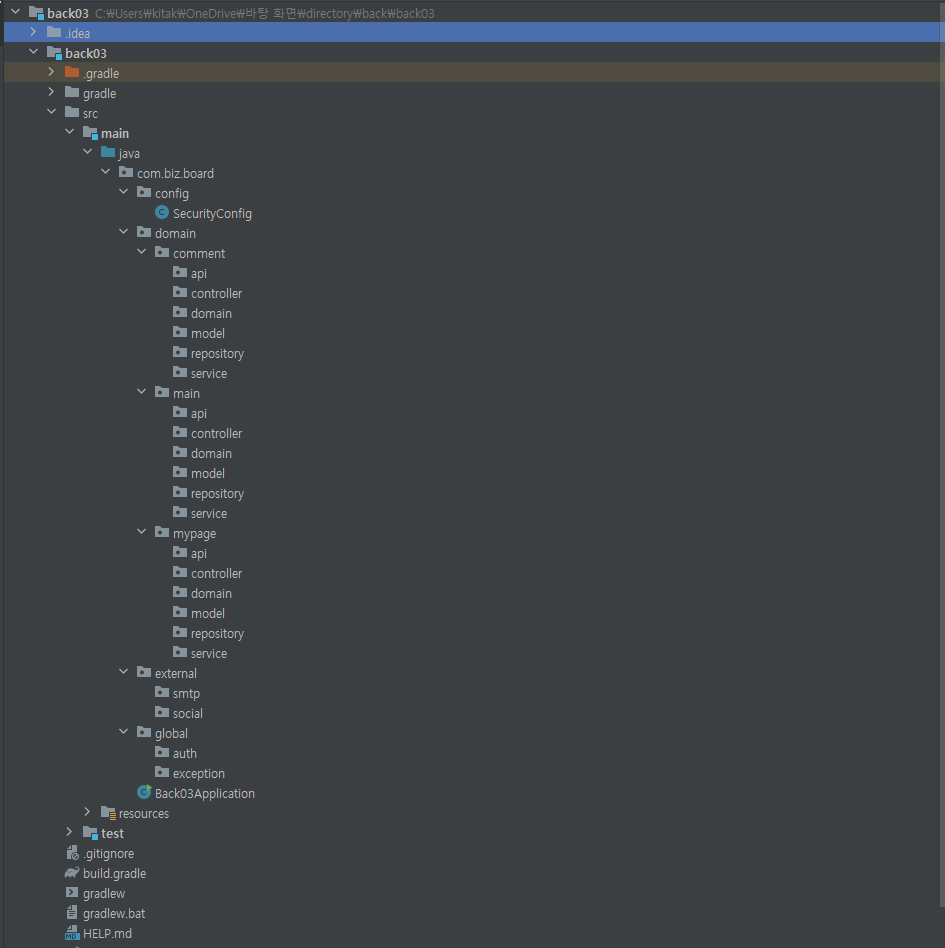 back03 C:₩Users₩kitak₩OneDrive₩바탕 화면₩directory₩back₩back03
.idea
back03
.gradle
gradle
src
main
java
com.biz.board
config
SecurityConfig
domain
comment
api
controller
domain
model
repository
service
main
api
controller
domain
model
repository
service
mypage
api
controller
domain
model
repository
service
external
smtp
social
global
auth
exception
Back03Application
resources
test
.gitignore
build.gradle
gradlew
gradlew.bat
HELP.md